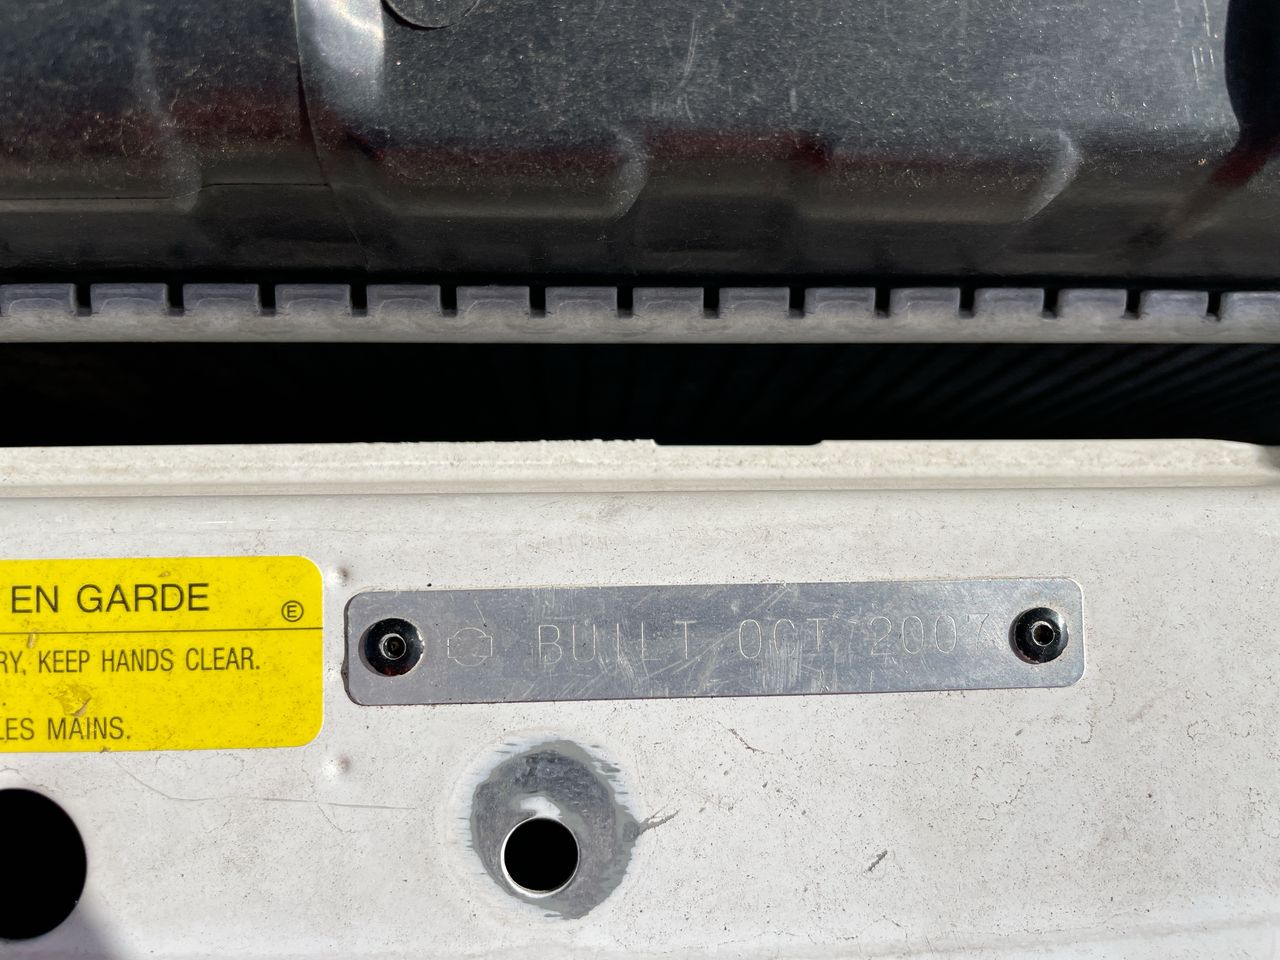 EN GARDE
E
RY, KEEP HANDS CLEAR.
LES MAINS.
BUILT OCT 2007